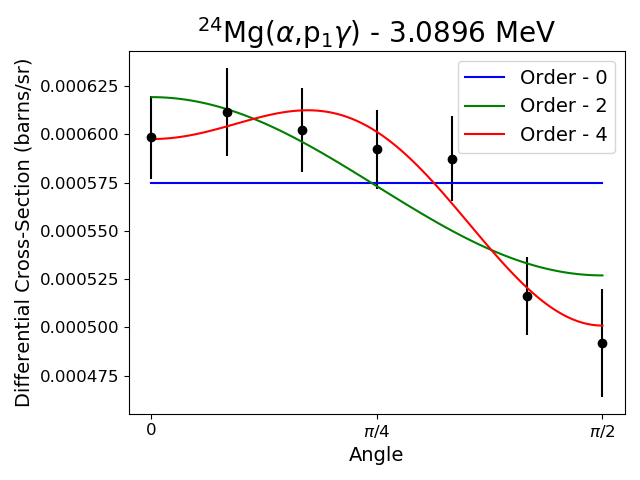 ²⁴Mg(α,p₁γ) - 3.0896 MeV
Order - 0
Order - 2
Order - 4
Differential Cross-Section (barns/sr)
0.000625
0.000600
0.000575
0.000550
0.000525
0.000500
0.000475
0 π/4 π/2
Angle